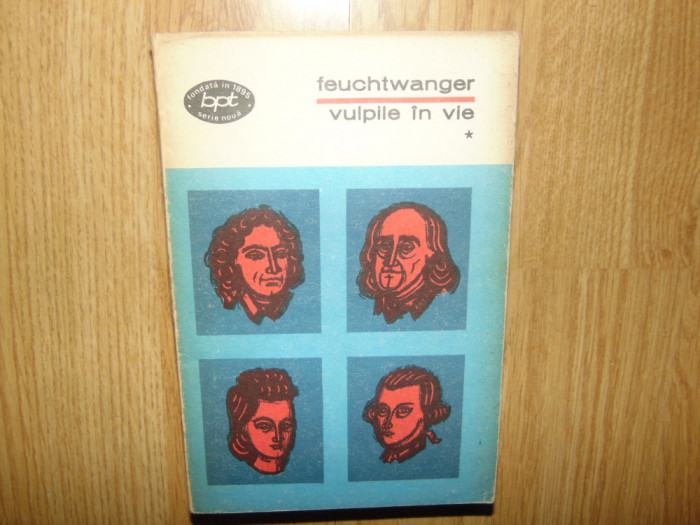 fondată în 1895
bpt
serie nouă
feuchtwanger
vulpile în vie
*